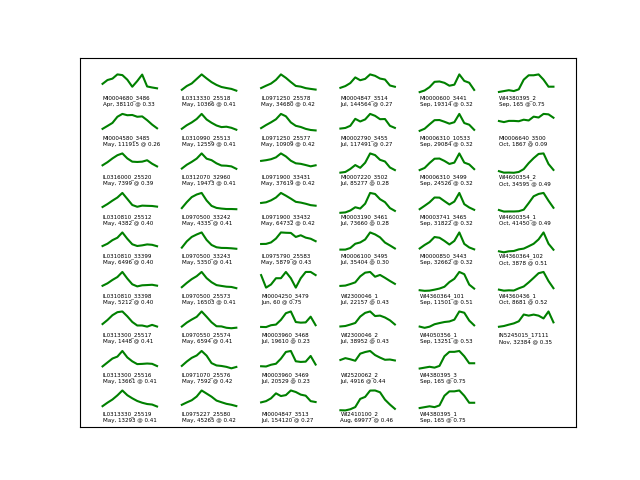 MI0004680_3486
Apr, 38110 @ 0.33
MI0004580_3485
May, 111915 @ 0.26
IL0316000_25520
May, 7399 @ 0.39
IL0310810_25512
May, 4382 @ 0.40
IL0310810_33399
May, 6496 @ 0.40
IL0310810_33398
May, 5212 @ 0.40
IL0313300_25517
May, 1448 @ 0.41
IL0313300_25516
May, 13661 @ 0.41
IL0313330_25519
May, 13293 @ 0.41
IL0313330_25518
May, 10366 @ 0.41
IL0310990_25513
May, 12559 @ 0.41
IL0312070_32960
May, 19473 @ 0.41
IL0970500_33242
May, 4335 @ 0.41
IL0970500_33243
May, 5350 @ 0.41
IL0970500_25573
May, 16503 @ 0.41
IL0970550_25574
May, 6594 @ 0.41
IL0971070_25576
May, 7592 @ 0.42
IL0975227_25580
May, 45265 @ 0.42
IL0971250_25578
May, 34680 @ 0.42
IL0971250_25577
May, 10909 @ 0.42
IL0971900_33431
May, 37619 @ 0.42
IL0971900_33432
May, 64732 @ 0.42
IL0975790_25583
May, 5879 @ 0.43
MI0004250_3479
Jun, 60 @ 0.75
MI0003960_3468
Jul, 19610 @ 0.23
MI0003960_3469
Jul, 20529 @ 0.23
MI0004847_3513
Jul, 154120 @ 0.27
MI0004847_3514
Jul, 144564 @ 0.27
MI0002790_3455
Jul, 117491 @ 0.27
MI0007220_3502
Jul, 85277 @ 0.28
MI0003190_3461
Jul, 73660 @ 0.28
MI0006100_3495
Jul, 35404 @ 0.30
WI2300046_1
Jul, 22157 @ 0.43
WI2300046_2
Jul, 38952 @ 0.43
WI2520062_2
Jul, 4916 @ 0.44
WI2410100_2
Aug, 69977 @ 0.46
MI0000600_3441
Sep, 19314 @ 0.32
MI0006310_10533
Sep, 29084 @ 0.32
MI0006310_3499
Sep, 24526 @ 0.32
MI0003741_3465
Sep, 31822 @ 0.32
MI0000850_3443
Sep, 32662 @ 0.32
WI4360364_101
Sep, 11501 @ 0.51
WI4050356_1
Sep, 13251 @ 0.53
WI4380395_3
Sep, 165 @ 0.75
WI4380395_1
Sep, 165 @ 0.75
WI4380395_2
Sep, 165 @ 0.75
MI0006640_3500
Oct, 1867 @ 0.09
WI4600354_2
Oct, 34595 @ 0.49
WI4600354_1
Oct, 41450 @ 0.49
WI4360364_102
Oct, 3878 @ 0.51
WI4360436_1
Oct, 8681 @ 0.52
IN5245015_17111
Nov, 32384 @ 0.35